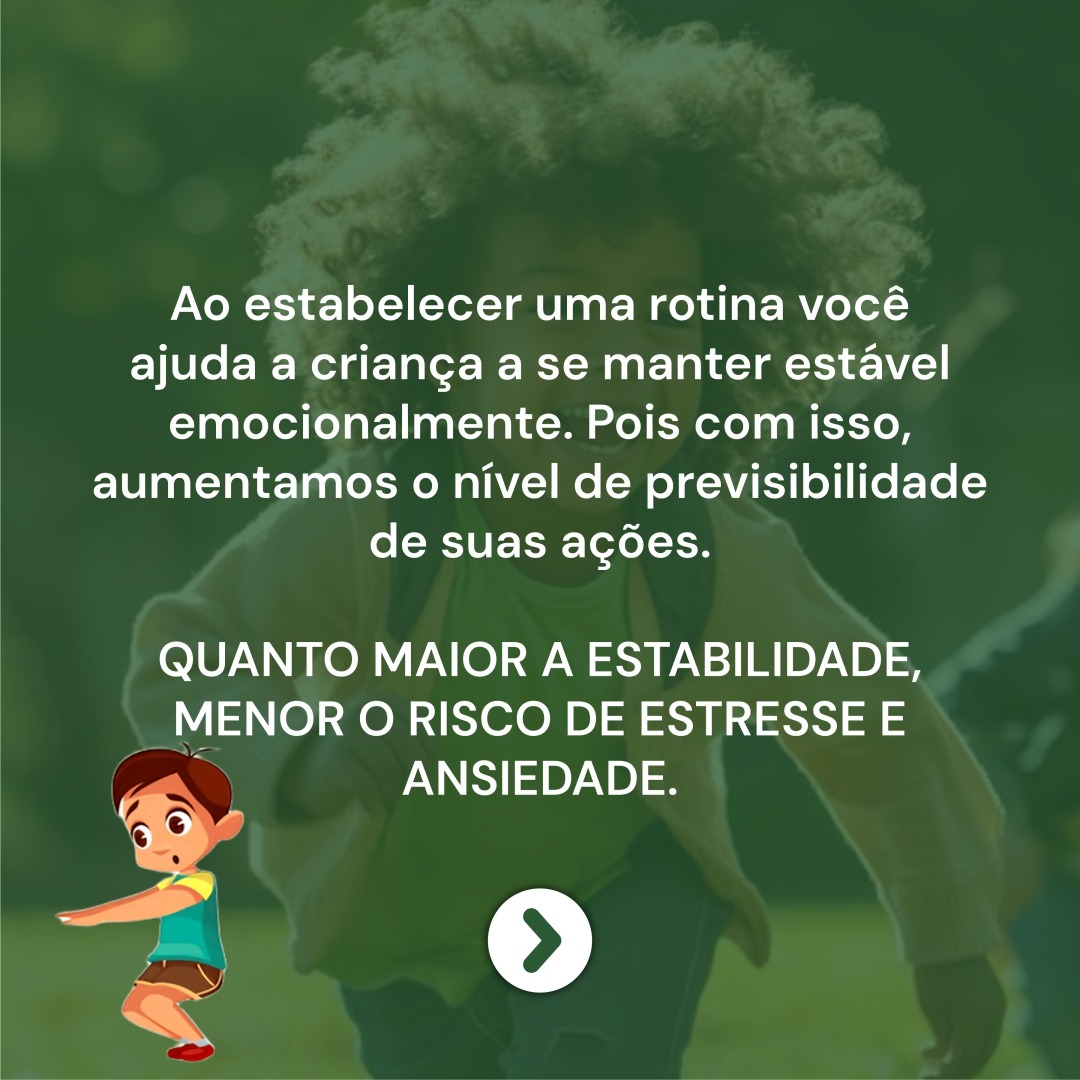 Ao estabelecer uma rotina você
ajuda a criança a se manter estável
emocionalmente. Pois com isso,
aumentamos o nível de previsibilidade
de suas ações.
QUANTO MAIOR A ESTABILIDADE,
MENOR O RISCO DE ESTRESSE E
ANSIEDADE.